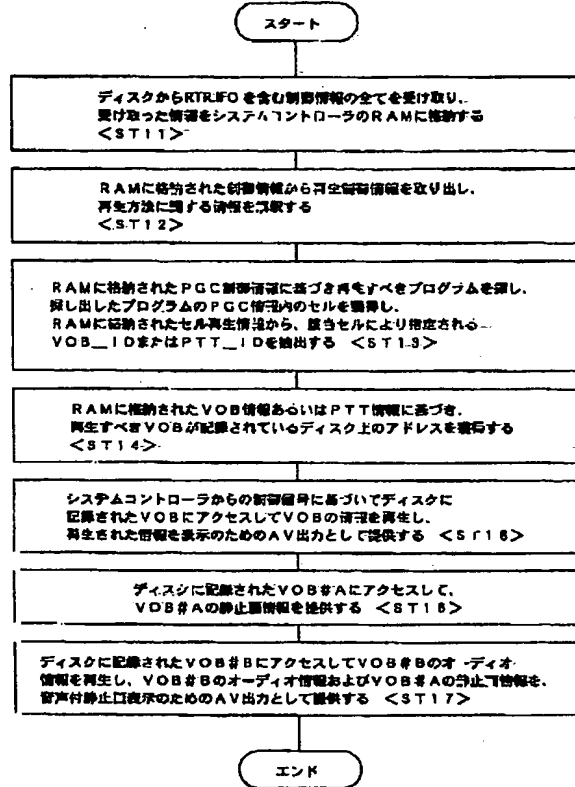 スタート
ディスクからRTR.IFOを含む制御情報の全てを受け取り、
受け取った情報をシステムコントローラのRAMに格納する
<ST11>
RAMに格納された制御情報から再生制御情報を取り出し、
再生方法に関する情報を読取する
<ST12>
RAMに格納されたPGC制御情報に基づき再生すべきプログラムを探し、
探し出したプログラムのPGC情報内のセルを獲得し、
RAMに格納されたセル再生情報から、該当セルにより指定される
VOB_IDまたはPTT_IDを抽出する <ST13>
RAMに格納されたVOB情報あるいはPTT情報に基づき、
再生すべきVOBが記録されているディスク上のアドレスを獲得する
<ST14>
システムコントローラからの制御信号に基づいてディスクに
記録されたVOBにアクセスしてVOBの情報を再生し、
再生された情報を表示のためのAV出力として提供する <ST15>
ディスクに記録されたVOB#Aにアクセスして、
VOB#Aの静止画情報を提供する <ST16>
ディスクに記録されたVOB#BにアクセスしてVOB#Bのオーディオ
情報を再生し、VOB#Bのオーディオ情報およびVOB#Aの静止画情報を、
音声付静止画表示のためのAV出力として提供する <ST17>
エンド